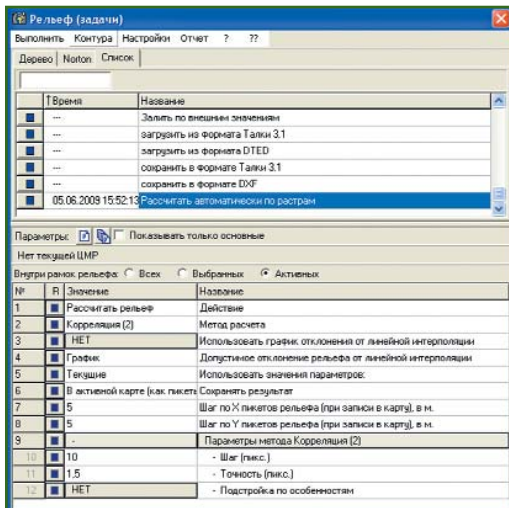 Рельеф (задачи)
Выполнить Контура Настройки Отчет ? ??
Дерево Norton Список
↑Время Название
--- Залить по внешним значениям
--- загрузить из формата Талки 3.1
--- загрузить из формата DTED
--- сохранить в формате Талки 3.1
--- сохранить в формате DXF
05.06.2009 15:52:13 Рассчитать автоматически по растрам
Параметры: Показывать только основные
Нет текущей ЦМР
Внутри рамок рельефа: Всех Выбранных Активных
№ R Значение Название
1 Рассчитать рельеф Действие
2 Корреляция (2) Метод расчета
3 НЕТ Использовать график отклонения от линейной интерполяции
4 График Допустимое отклонение рельефа от линейной интерполяции
5 Текущие Использовать значения параметров:
6 В активной карте (как пикеты Сохранять результат
7 5 Шаг по X пикетов рельефа (при записи в карту), в м.
8 5 Шаг по Y пикетов рельефа (при записи в карту), в м.
9 - Параметры метода Корреляция (2)
10 10 - Шаг (пикс.)
11 1,5 - Точность (пикс.)
12 НЕТ - Подстройка по особенностям